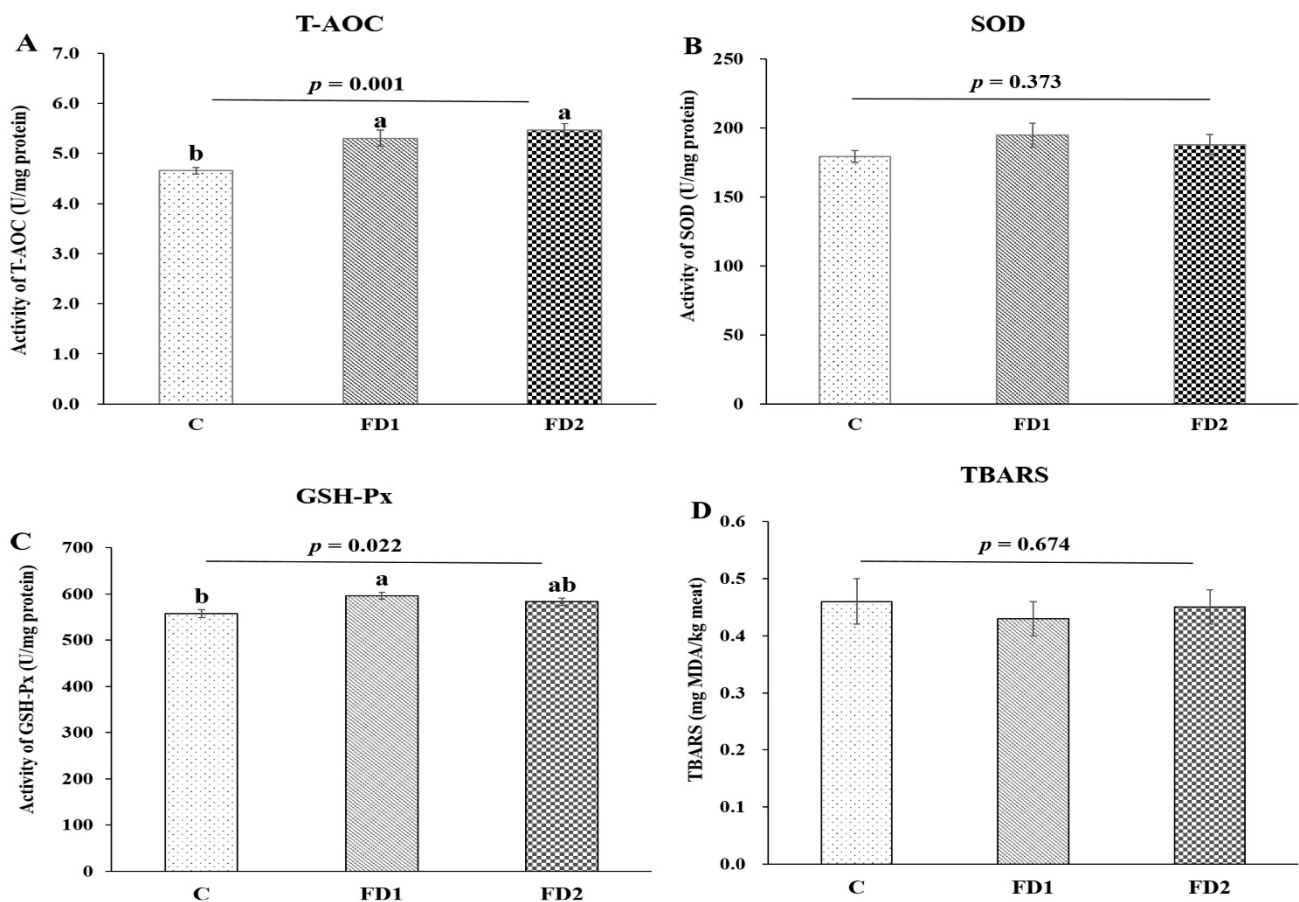 T-AOC
A
Activity of T-AOC (U/mg protein)
7.0
6.0
5.0
4.0
3.0
2.0
1.0
0.0
p = 0.001
b
a
a
C
FD1
FD2
SOD
B
Activity of SOD (U/mg protein)
250
200
150
100
50
0
p = 0.373
C
FD1
FD2
GSH-Px
C
Activity of GSH-Px (U/mg protein)
700
600
500
400
300
200
100
0
p = 0.022
b
a
ab
C
FD1
FD2
TBARS
D
TBARS (mg MDA/kg meat)
0.6
0.5
0.4
0.3
0.2
0.1
0.0
p = 0.674
C
FD1
FD2